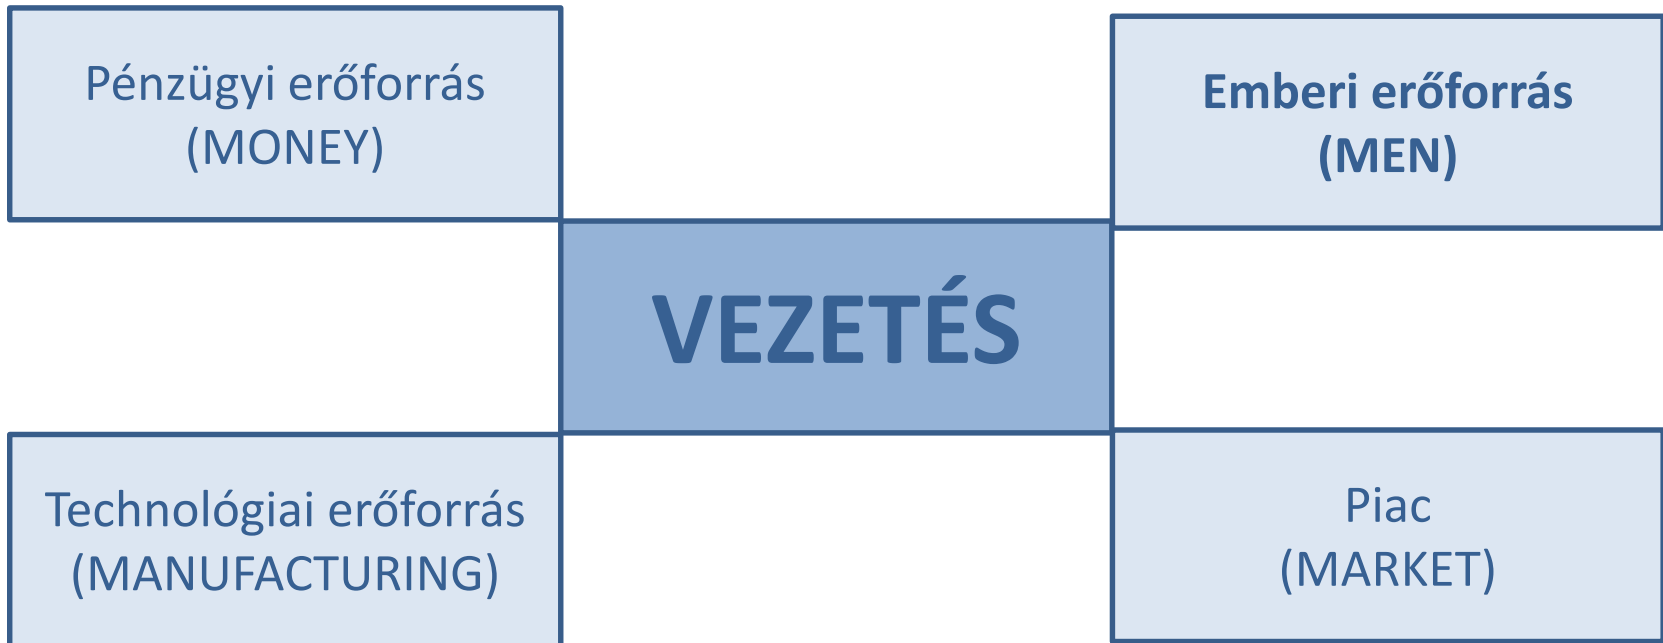 Pénzügyi erőforrás
(MONEY)
Emberi erőforrás
(MEN)
VEZETÉS
Technológiai erőforrás
(MANUFACTURING)
Piac
(MARKET)